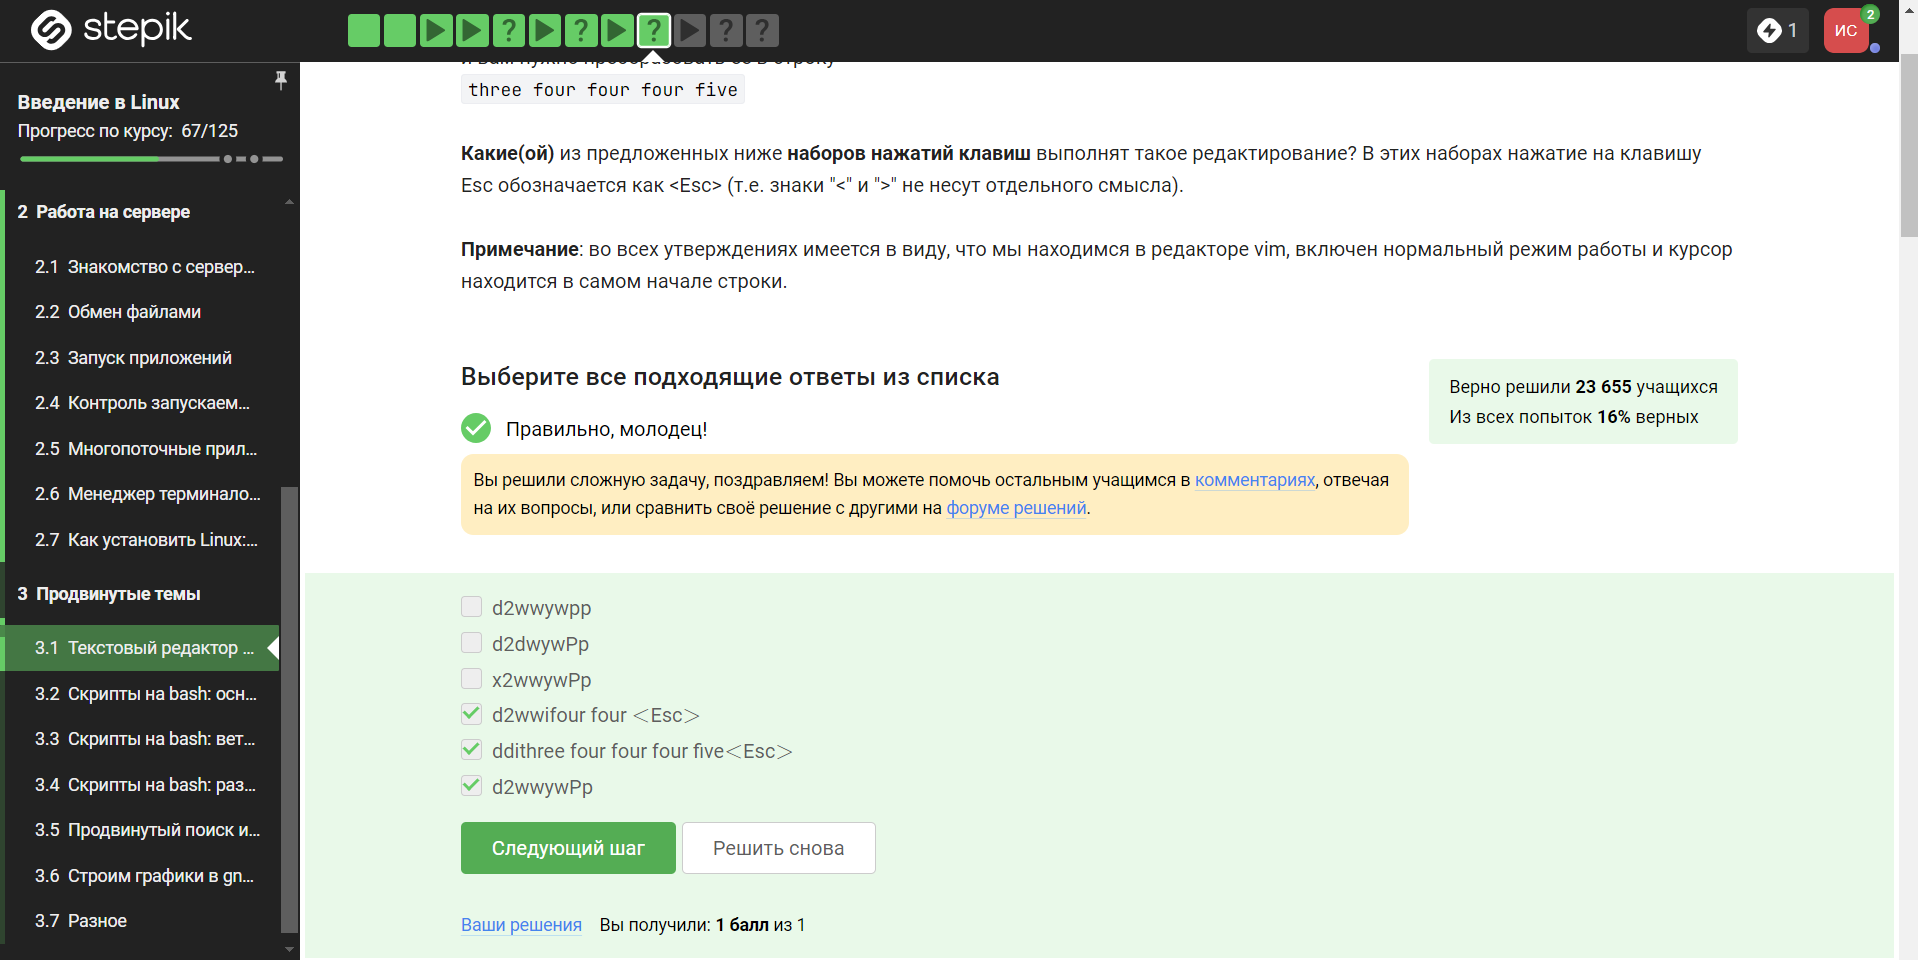 stepik
1
ИС
2
Введение в Linux
Прогресс по курсу: 67/125
2 Работа на сервере
2.1 Знакомство с сервер...
2.2 Обмен файлами
2.3 Запуск приложений
2.4 Контроль запускаем...
2.5 Многопоточные прил...
2.6 Менеджер терминало...
2.7 Как установить Linux:...
3 Продвинутые темы
3.1 Текстовый редактор ...
3.2 Скрипты на bash: осн...
3.3 Скрипты на bash: вет...
3.4 Скрипты на bash: раз...
3.5 Продвинутый поиск и...
3.6 Строим графики в gn...
3.7 Разное
и вам нужно преобразовать её в строку
three four four four five
Какие(ой) из предложенных ниже наборов нажатий клавиш выполнят такое редактирование? В этих наборах нажатие на клавишу
Esc обозначается как <Esc> (т.е. знаки "<" и ">" не несут отдельного смысла).
Примечание: во всех утверждениях имеется в виду, что мы находимся в редакторе vim, включен нормальный режим работы и курсор
находится в самом начале строки.
Выберите все подходящие ответы из списка
Верно решили 23 655 учащихся
Из всех попыток 16% верных
Правильно, молодец!
Вы решили сложную задачу, поздравляем! Вы можете помочь остальным учащимся в комментариях, отвечая
на их вопросы, или сравнить своё решение с другими на форуме решений.
d2wwywpp
d2dwywPp
x2wwywPp
d2wwifour four <Esc>
ddithree four four four five<Esc>
d2wwywPp
Следующий шаг
Решить снова
Ваши решения Вы получили: 1 балл из 1